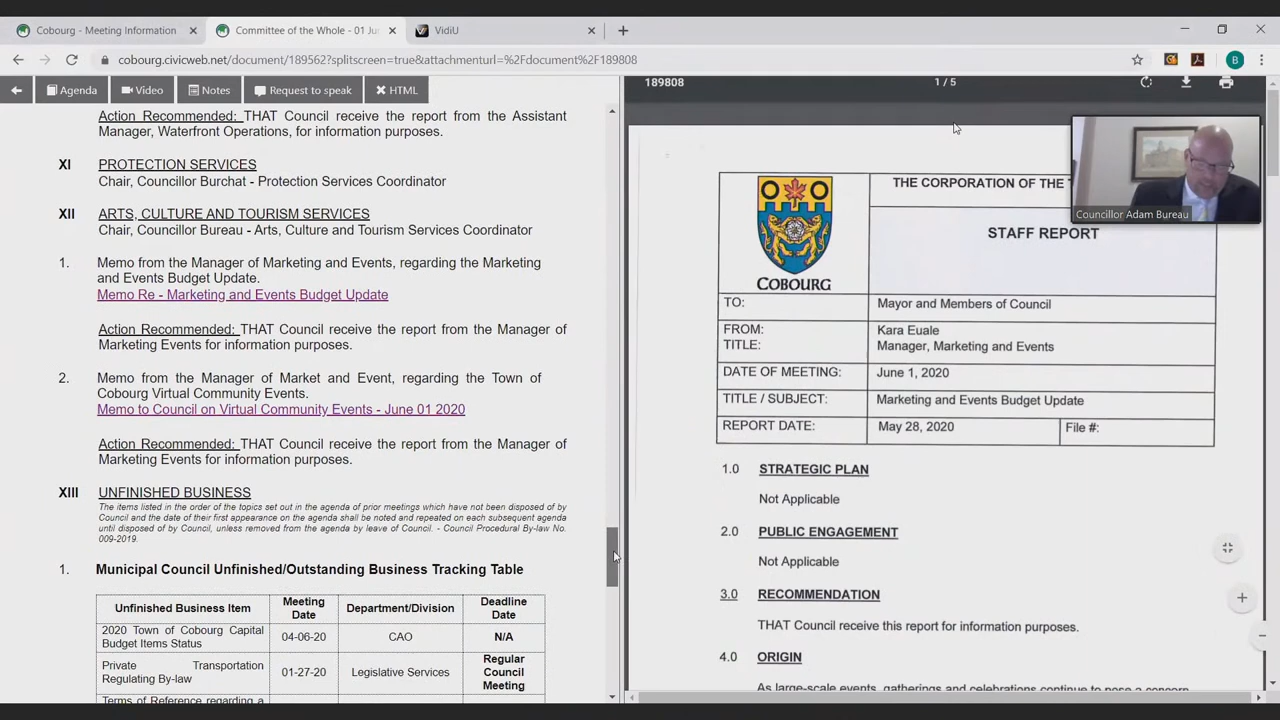 Cobourg - Meeting Information
Committee of the Whole - 01 Ju
VidiU
cobourg.civicweb.net/document/189562?splitscreen=true&attachmenturl=%2Fdocument%2F189808
B
Agenda
Video
Notes
Request to speak
HTML
Action Recommended: THAT Council receive the report from the Assistant
Manager, Waterfront Operations, for information purposes.
XI PROTECTION SERVICES
Chair, Councillor Burchat - Protection Services Coordinator
XII ARTS, CULTURE AND TOURISM SERVICES
Chair, Councillor Bureau - Arts, Culture and Tourism Services Coordinator
1. Memo from the Manager of Marketing and Events, regarding the Marketing
and Events Budget Update.
Memo Re - Marketing and Events Budget Update
Action Recommended: THAT Council receive the report from the Manager of
Marketing Events for information purposes.
2. Memo from the Manager of Market and Event, regarding the Town of
Cobourg Virtual Community Events.
Memo to Council on Virtual Community Events - June 01 2020
Action Recommended: THAT Council receive the report from the Manager of
Marketing Events for information purposes.
XIII UNFINISHED BUSINESS
The items listed in the order of the topics set out in the agenda of prior meetings which have not been disposed of by
Council and the date of their first appearance on the agenda shall be noted and repeated on each subsequent agenda
until disposed of by Council, unless removed from the agenda by leave of Council. - Council Procedural By-law No.
009-2019.
1. Municipal Council Unfinished/Outstanding Business Tracking Table
Unfinished Business Item
Meeting
Date
Department/Division
Deadline
Date
2020 Town of Cobourg Capital
Budget Items Status
04-06-20
CAO
N/A
Private Transportation
Regulating By-law
01-27-20
Legislative Services
Regular
Council
Meeting
Terms of Reference regarding a
189808
1 / 5
Councillor Adam Bureau
COBOURG
THE CORPORATION OF THE T
STAFF REPORT
TO: Mayor and Members of Council
FROM: Kara Euale
TITLE: Manager, Marketing and Events
DATE OF MEETING: June 1, 2020
TITLE / SUBJECT: Marketing and Events Budget Update
REPORT DATE: May 28, 2020 File #:
1.0 STRATEGIC PLAN
Not Applicable
2.0 PUBLIC ENGAGEMENT
Not Applicable
3.0 RECOMMENDATION
THAT Council receive this report for information purposes.
4.0 ORIGIN
As large-scale events, gatherings and celebrations continue to pose a concern